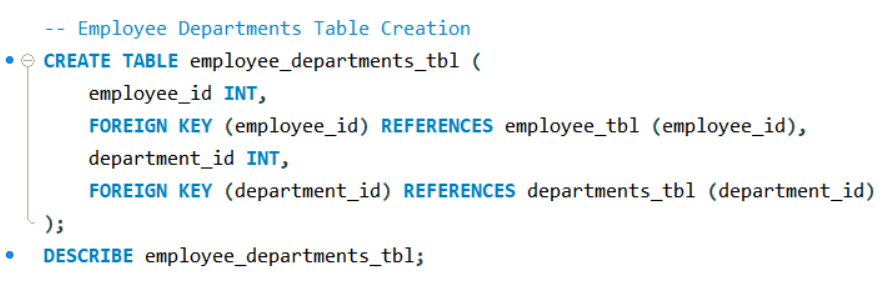 -- Employee Departments Table Creation
CREATE TABLE employee_departments_tbl (
employee_id INT,
FOREIGN KEY (employee_id) REFERENCES employee_tbl (employee_id),
department_id INT,
FOREIGN KEY (department_id) REFERENCES departments_tbl (department_id)
);
DESCRIBE employee_departments_tbl;